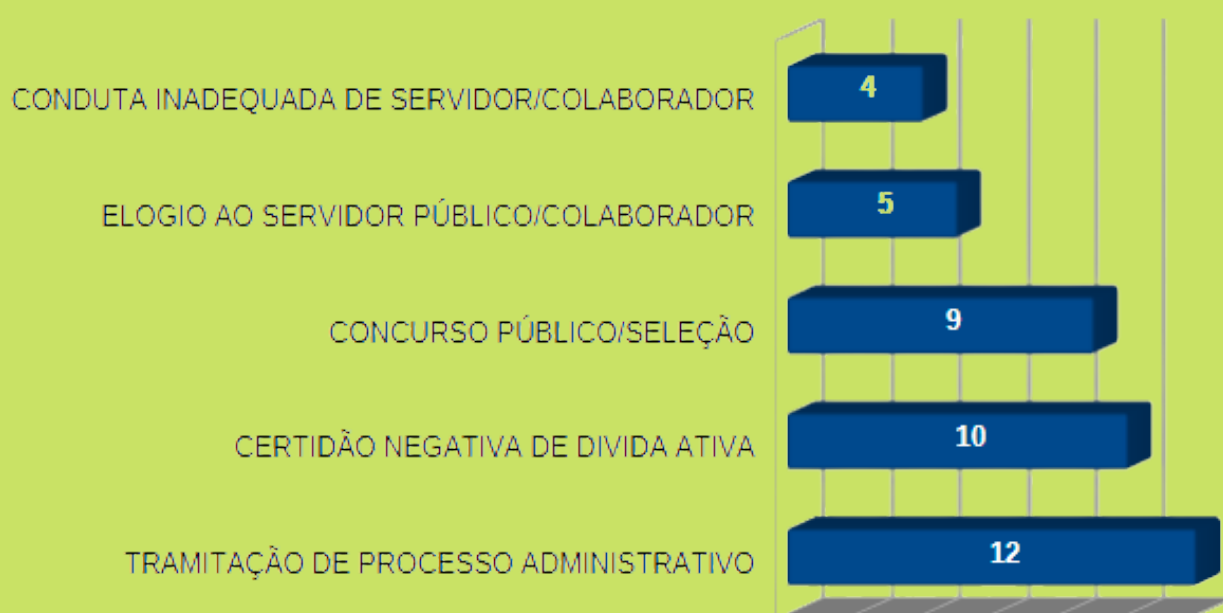 CONDUTA INADEQUADA DE SERVIDOR/COLABORADOR 4
ELOGIO AO SERVIDOR PÚBLICO/COLABORADOR 5
CONCURSO PÚBLICO/SELEÇÃO 9
CERTIDÃO NEGATIVA DE DIVIDA ATIVA 10
TRAMITAÇÃO DE PROCESSO ADMINISTRATIVO 12